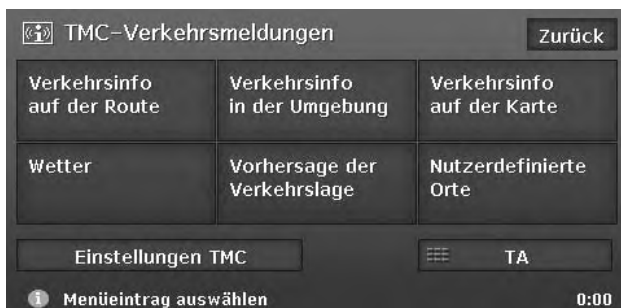 TMC-Verkehrsmeldungen
Zurück
Verkehrsinfo
auf der Route
Verkehrsinfo
in der Umgebung
Verkehrsinfo
auf der Karte
Wetter
Vorhersage der
Verkehrslage
Nutzerdefinierte
Orte
Einstellungen TMC
TA
Menüeintrag auswählen
0:00